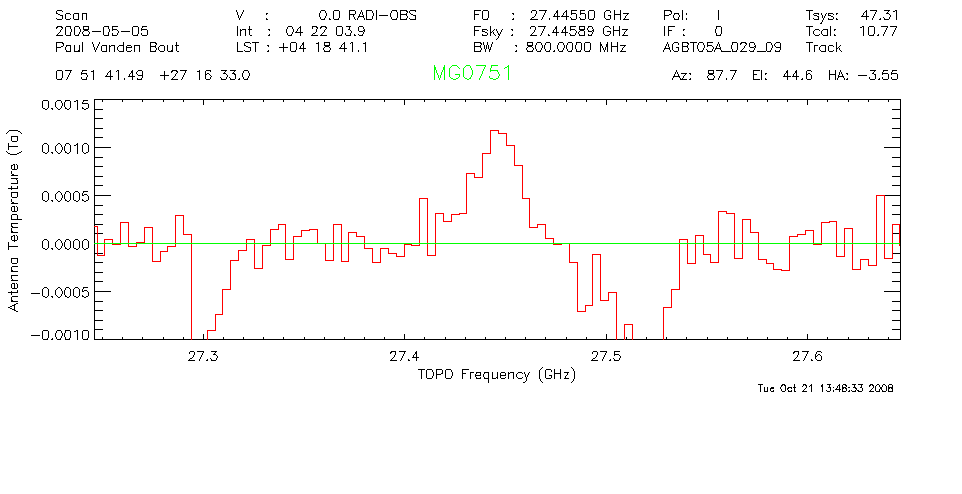 Scan V : 0.0 RADI-OBS F0 : 27.44550 GHz Pol: I Tsys: 47.31
2008-05-05 Int : 04 22 03.9 Fsky : 27.44589 GHz IF : 0 Tcal: 10.77
Paul Vanden Bout LST : +04 18 41.1 BW : 800.0000 MHz AGBT05A_029_09 Track
07 51 41.49 +27 16 33.0 MG0751 Az: 87.7 El: 44.6 HA: -3.55
0.0015
0.0010
0.0005
0.0000
-0.0005
-0.0010
Antenna Temperature (Ta)
27.3 27.4 27.5 27.6
TOPO Frequency (GHz)
Tue Oct 21 13:48:33 2008